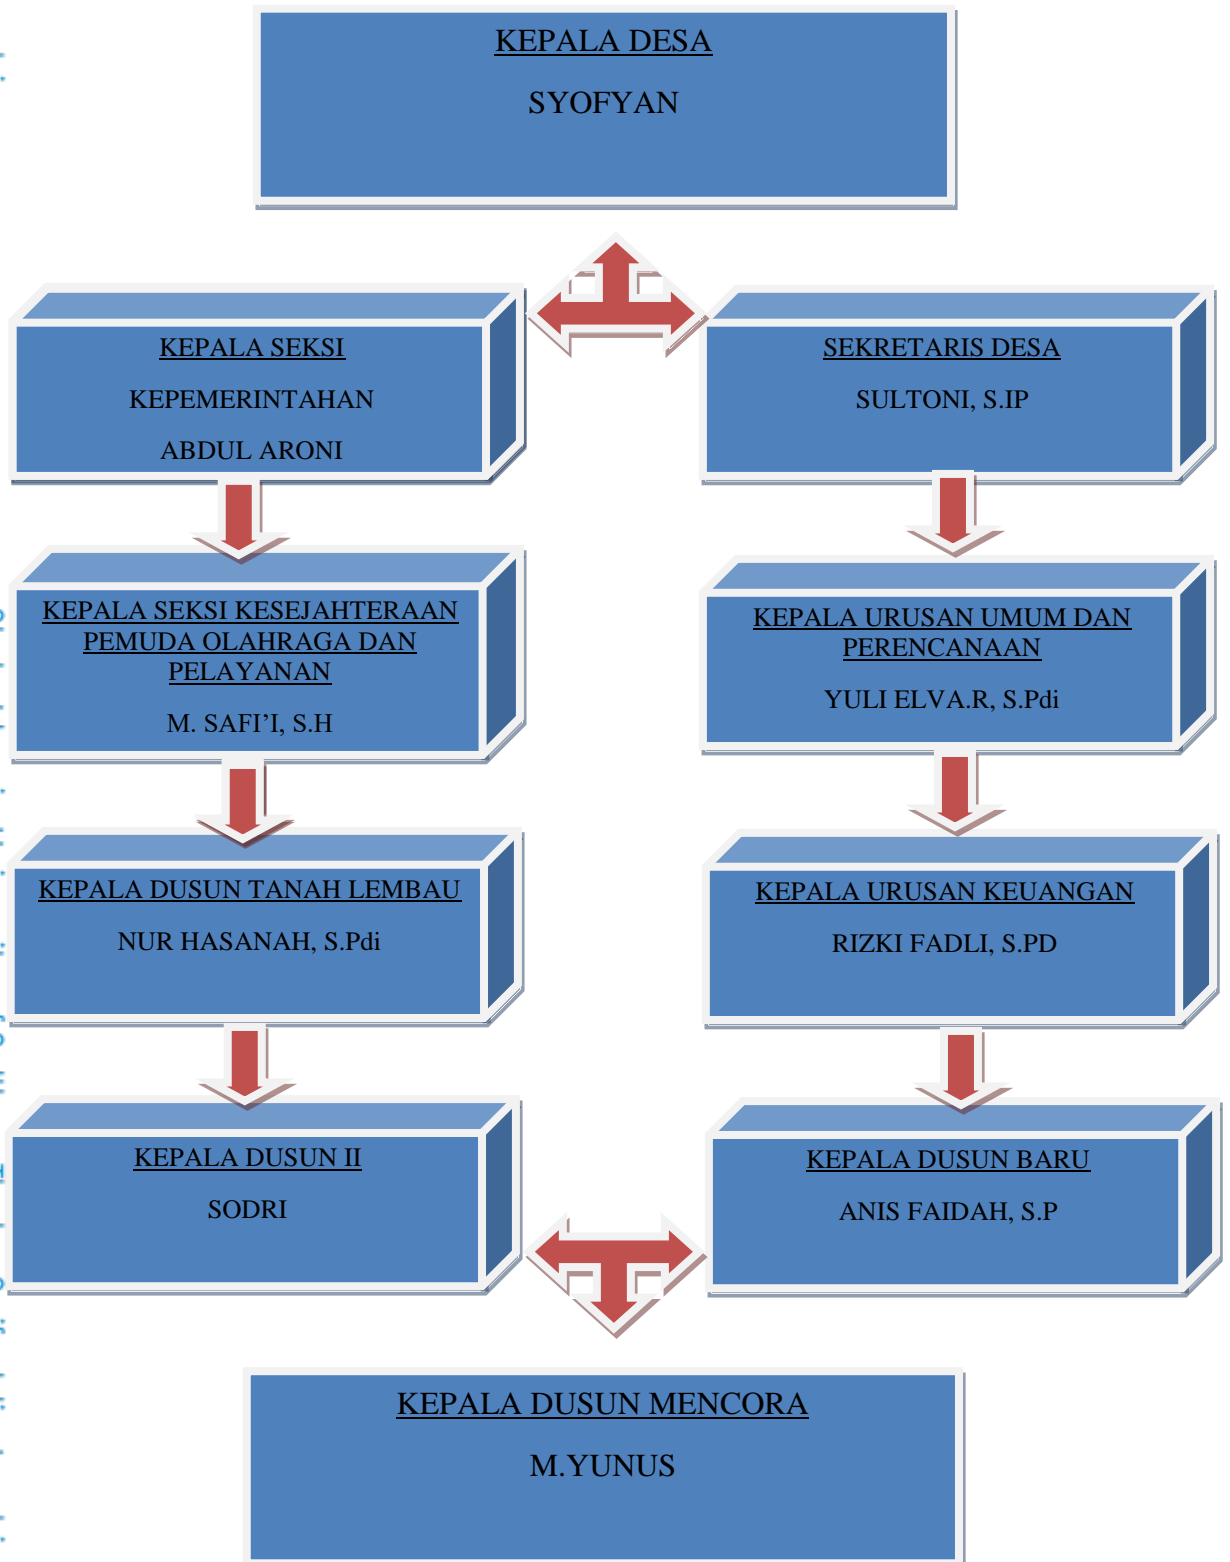 KEPALA DESA
SYOFYAN
KEPALA SEKSI
KEPEMERINTAHAN
ABDUL ARONI
SEKRETARIS DESA
SULTONI, S.IP
KEPALA SEKSI KESEJAHTERAAN
PEMUDA OLAHRAGA DAN
PELAYANAN
M. SAFI’I, S.H
KEPALA URUSAN UMUM DAN
PERENCANAAN
YULI ELVA.R, S.Pdi
KEPALA DUSUN TANAH LEMBAU
NUR HASANAH, S.Pdi
KEPALA URUSAN KEUANGAN
RIZKI FADLI, S.PD
KEPALA DUSUN II
SODRI
KEPALA DUSUN BARU
ANIS FAIDAH, S.P
KEPALA DUSUN MENCORA
M.YUNUS